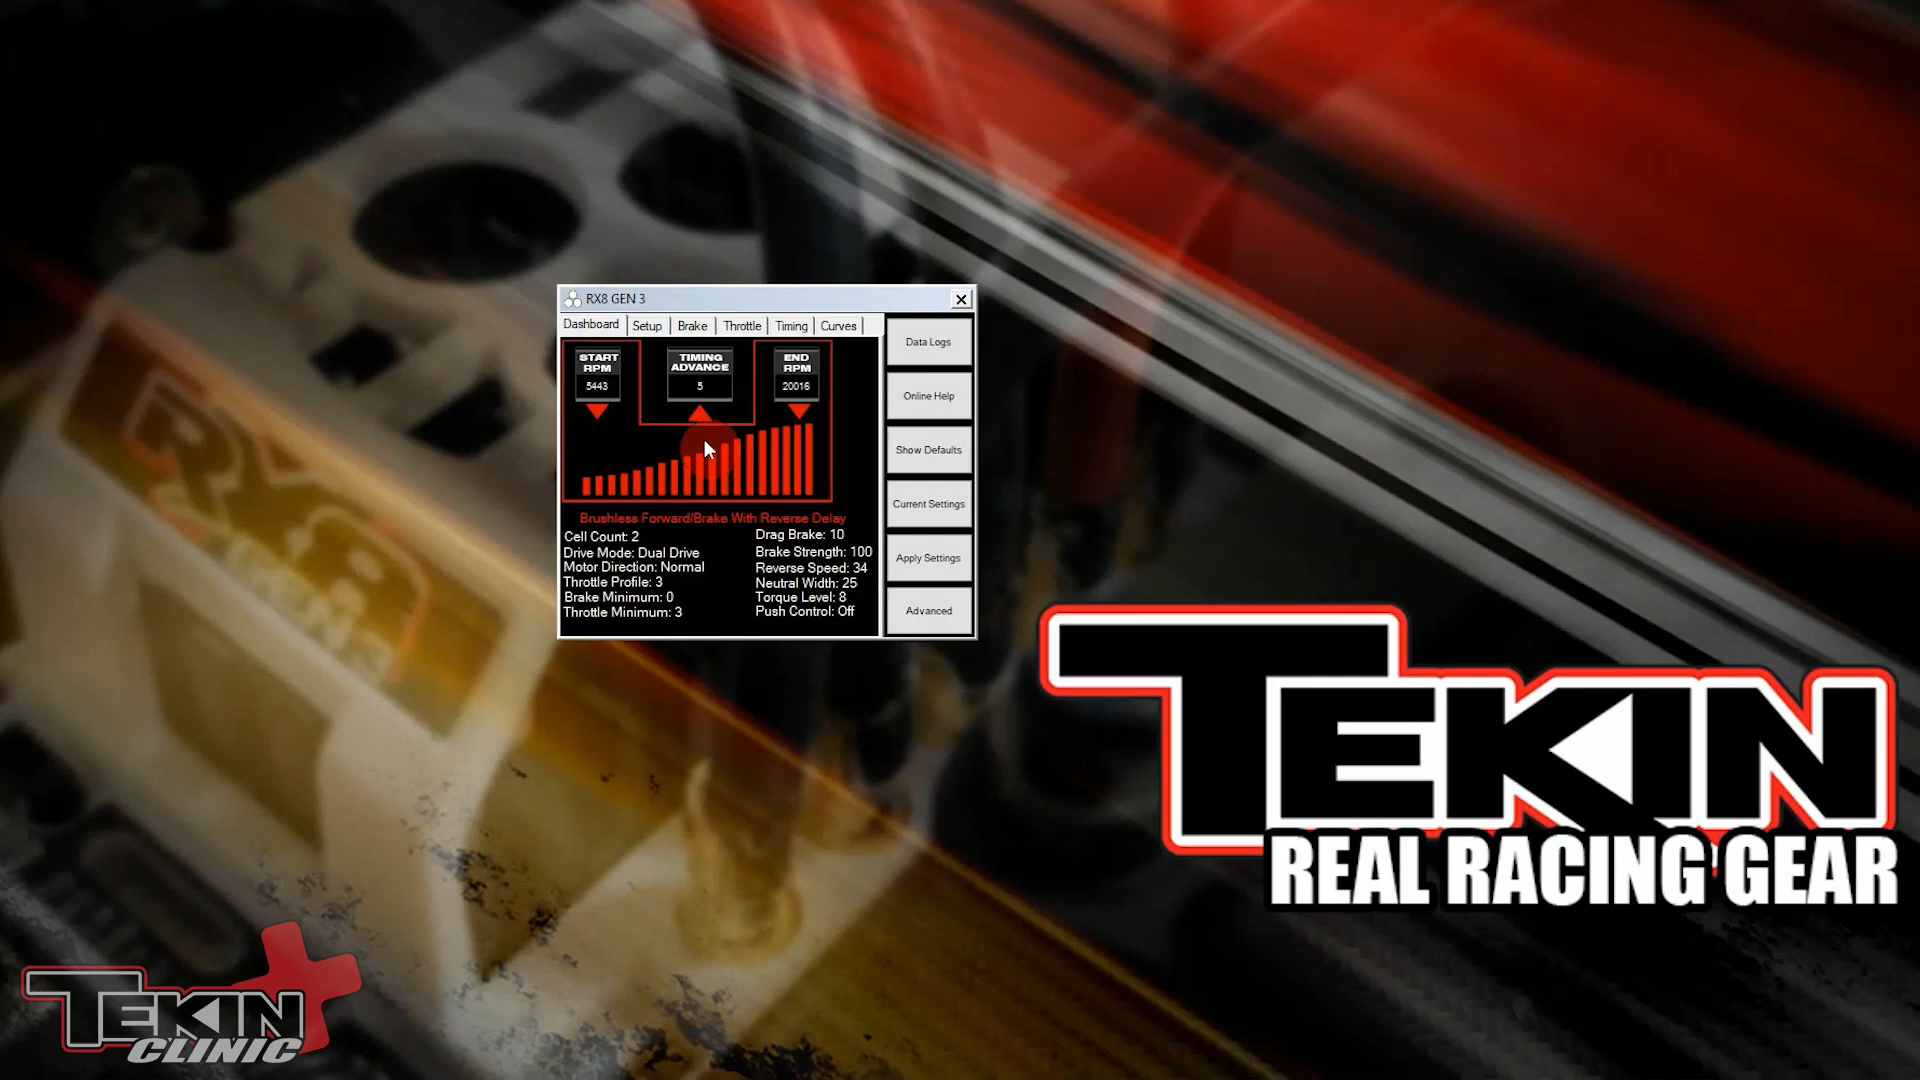 RX8 GEN 3
Dashboard Setup Brake Throttle Timing Curves
START RPM
5443
TIMING ADVANCE
5
END RPM
20016
Brushless Forward/Brake With Reverse Delay
Cell Count: 2
Drive Mode: Dual Drive
Motor Direction: Normal
Throttle Profile: 3
Brake Minimum: 0
Throttle Minimum: 3
Drag Brake: 10
Brake Strength: 100
Reverse Speed: 34
Neutral Width: 25
Torque Level: 8
Push Control: Off
Data Logs
Online Help
Show Defaults
Current Settings
Apply Settings
Advanced
RX8
GEN 3
TEKIN
REAL RACING GEAR
TEKIN
CLINIC